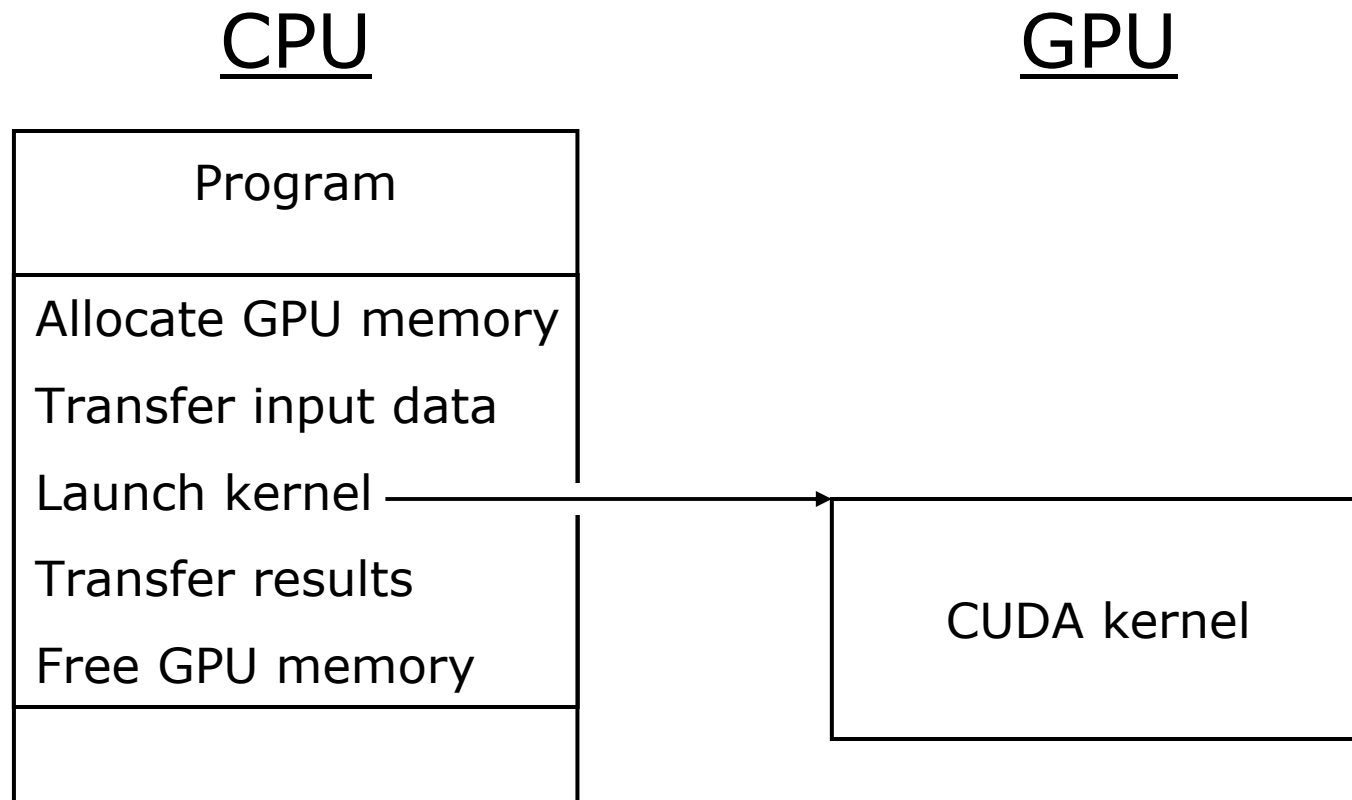 CPU
GPU
Program
Allocate GPU memory
Transfer input data
Launch kernel
Transfer results
Free GPU memory
CUDA kernel